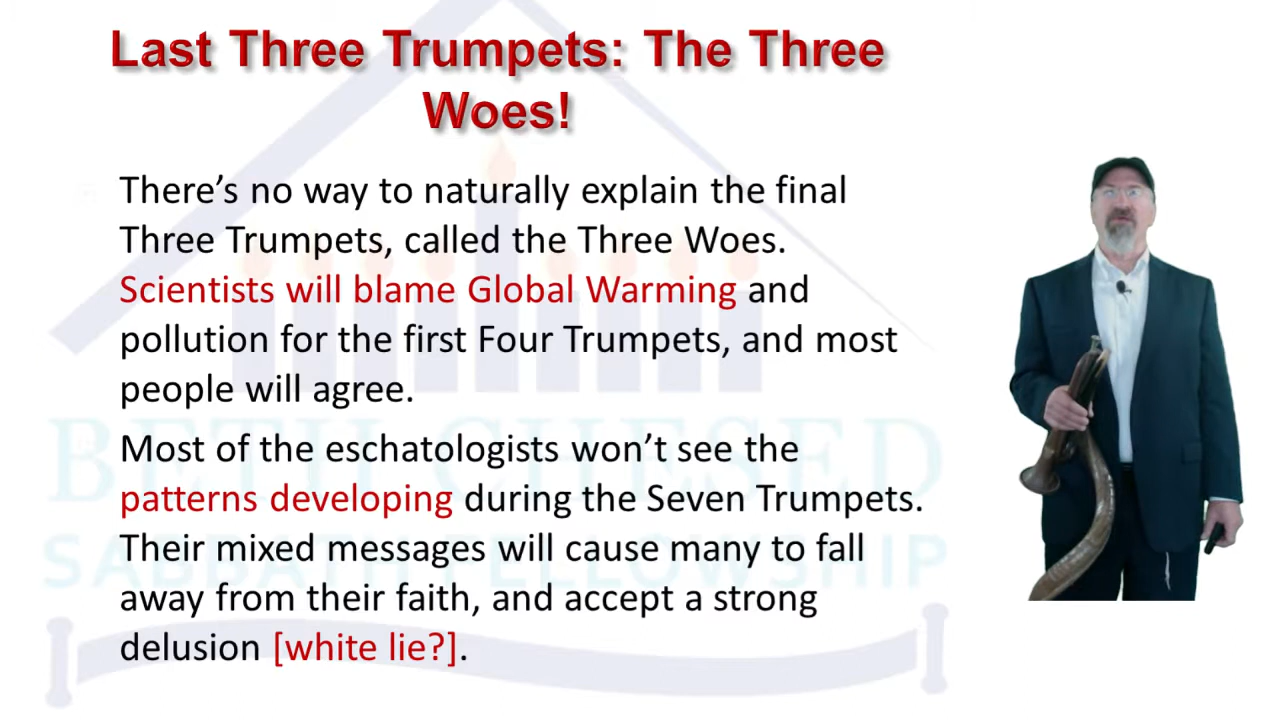 Last Three Trumpets: The Three
Woes!
There’s no way to naturally explain the final
Three Trumpets, called the Three Woes.
Scientists will blame Global Warming and
pollution for the first Four Trumpets, and most
people will agree.
Most of the eschatologists won’t see the
patterns developing during the Seven Trumpets.
Their mixed messages will cause many to fall
away from their faith, and accept a strong
delusion [white lie?].
BETH CHESED
SABBATH FELLOWSHIP